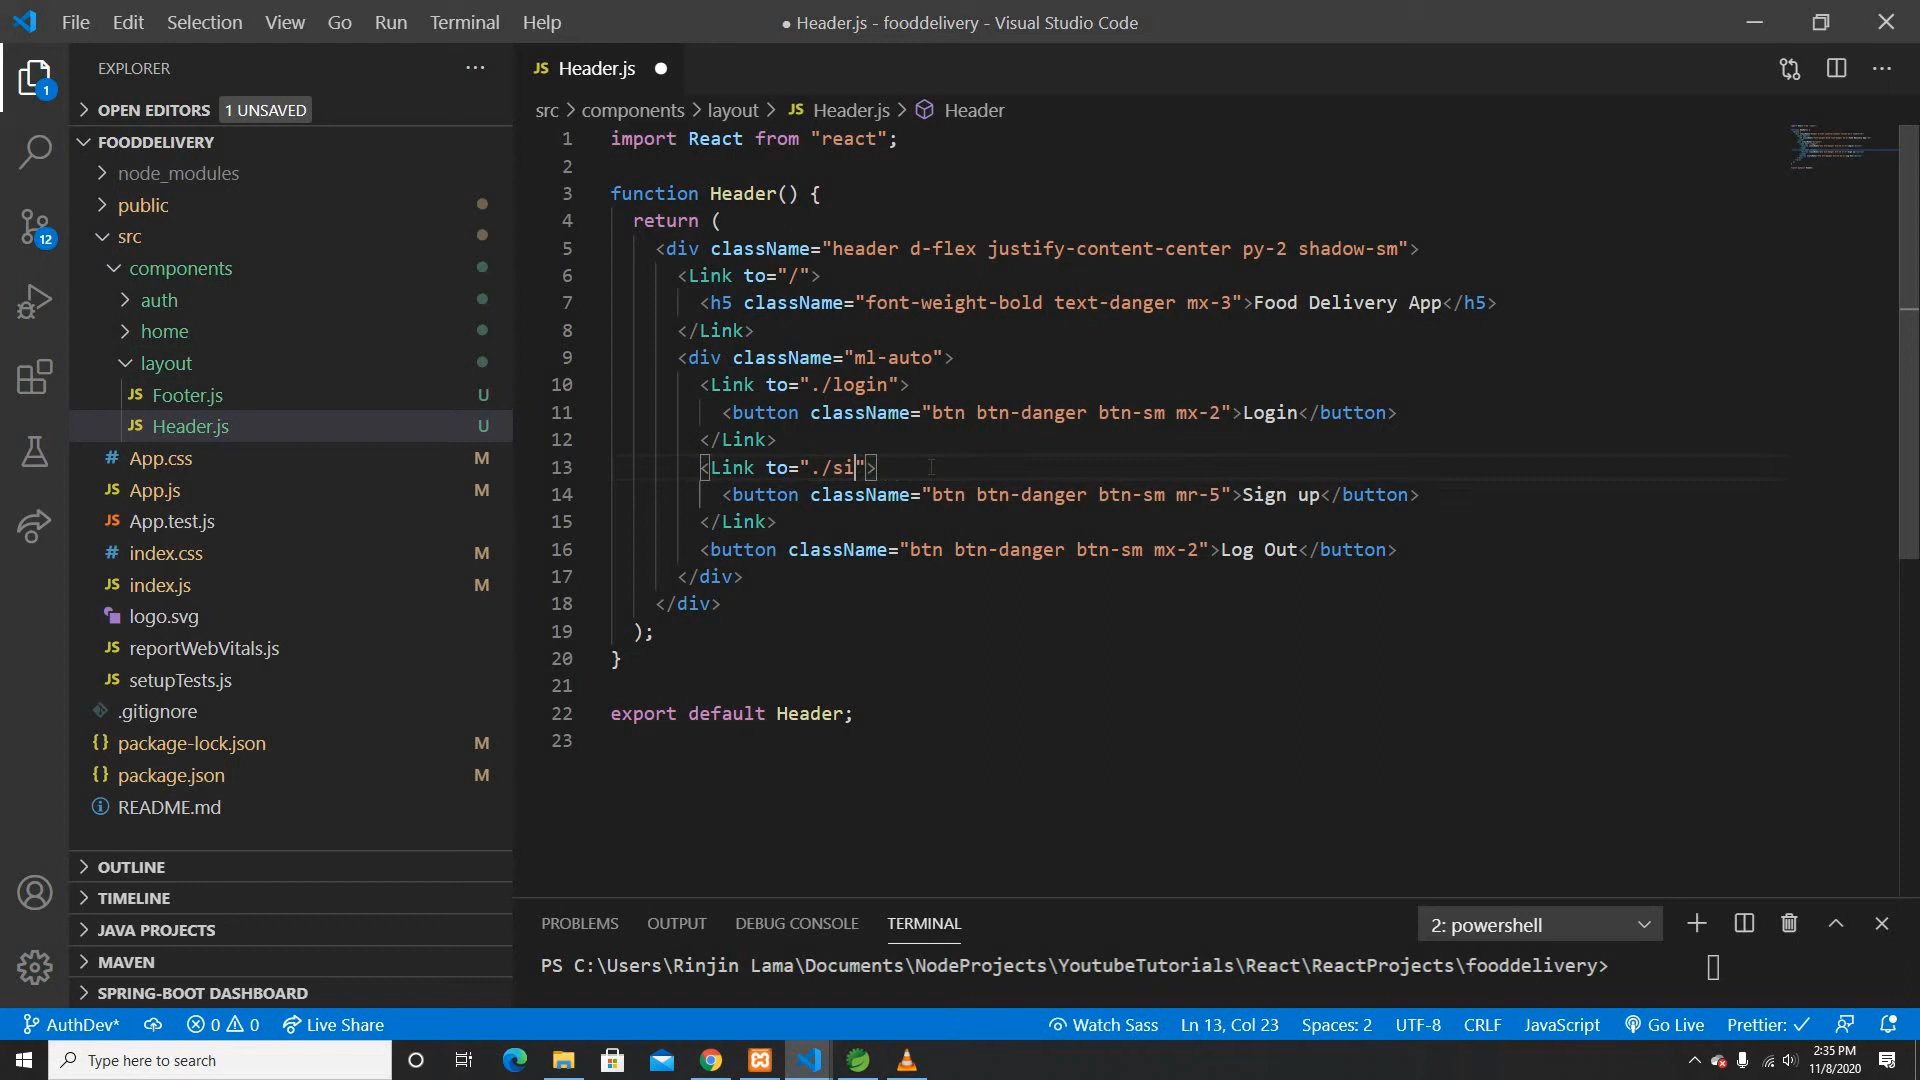 File Edit Selection View Go Run Terminal Help
● Header.js - fooddelivery - Visual Studio Code
EXPLORER
OPEN EDITORS 1 UNSAVED
FOODDELIVERY
node_modules
public
src
components
auth
home
layout
JS Footer.js U
JS Header.js U
# App.css M
JS App.js M
JS App.test.js
# index.css M
JS index.js M
logo.svg
JS reportWebVitals.js
JS setupTests.js
.gitignore
{} package-lock.json M
{} package.json M
README.md
OUTLINE
TIMELINE
JAVA PROJECTS
MAVEN
SPRING-BOOT DASHBOARD
1
12
JS Header.js ●
src > components > layout > JS Header.js > Header
1 import React from "react";
2
3 function Header() {
4 return (
5 <div className="header d-flex justify-content-center py-2 shadow-sm">
6 <Link to="/">
7 <h5 className="font-weight-bold text-danger mx-3">Food Delivery App</h5>
8 </Link>
9 <div className="ml-auto">
10 <Link to="./login">
11 <button className="btn btn-danger btn-sm mx-2">Login</button>
12 </Link>
13 <Link to="./si">
14 <button className="btn btn-danger btn-sm mr-5">Sign up</button>
15 </Link>
16 <button className="btn btn-danger btn-sm mx-2">Log Out</button>
17 </div>
18 </div>
19 );
20 }
21
22 export default Header;
23
PROBLEMS OUTPUT DEBUG CONSOLE TERMINAL 2: powershell
PS C:\Users\Rinjin Lama\Documents\NodeProjects\YoutubeTutorials\React\ReactProjects\fooddelivery>
AuthDev* 0 0 Live Share Watch Sass Ln 13, Col 23 Spaces: 2 UTF-8 CRLF JavaScript Go Live Prettier: ✓
Type here to search
2:35 PM
11/8/2020